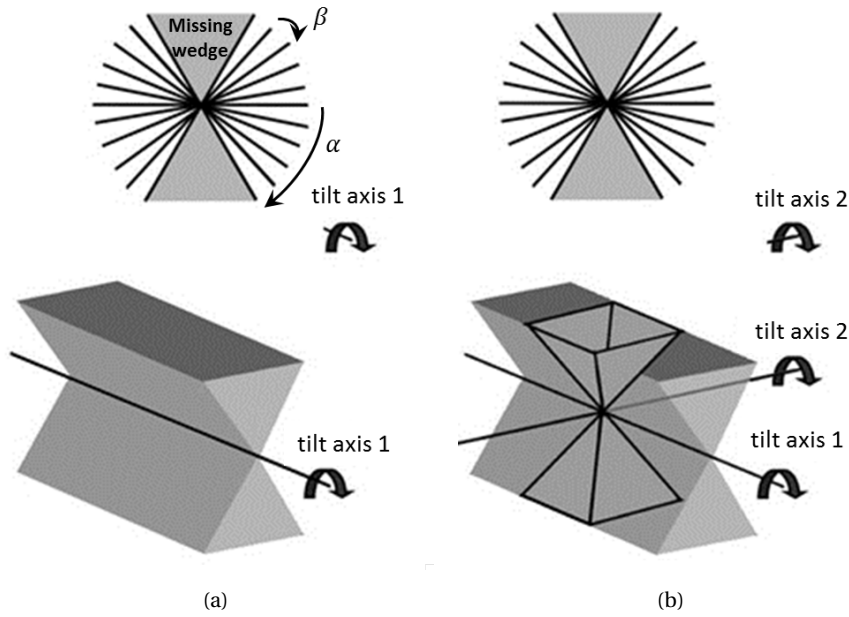 Missing
wedge
β
α
tilt axis 1
tilt axis 1
(a)
tilt axis 2
tilt axis 2
tilt axis 1
(b)